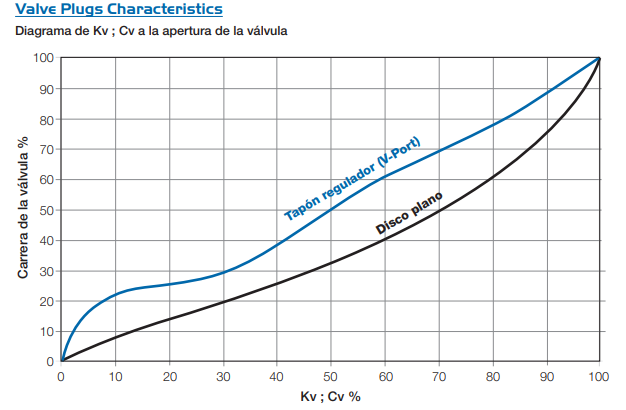 Valve Plugs Characteristics
Diagrama de Kv ; Cv a la apertura de la válvula
Carrera de la válvula %
100
90
80
70
60
50
40
30
20
10
0
Tapón regulador (V-Port)
Disco plano
0 10 20 30 40 50 60 70 80 90 100
Kv ; Cv %